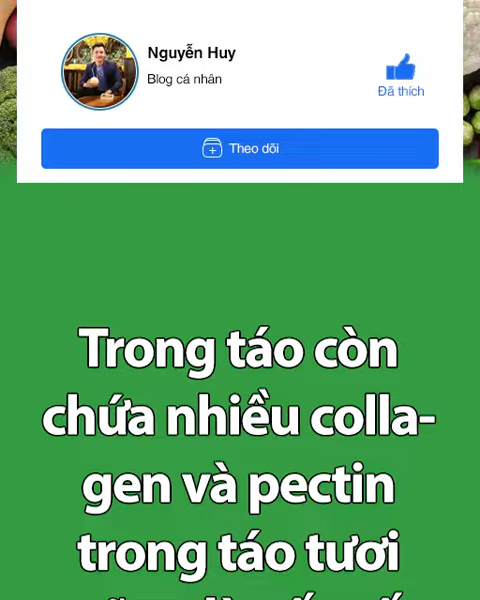 Nguyễn Huy
Blog cá nhân
Đã thích
Theo dõi
Trong táo còn
chứa nhiều colla-
gen và pectin
trong táo tươi